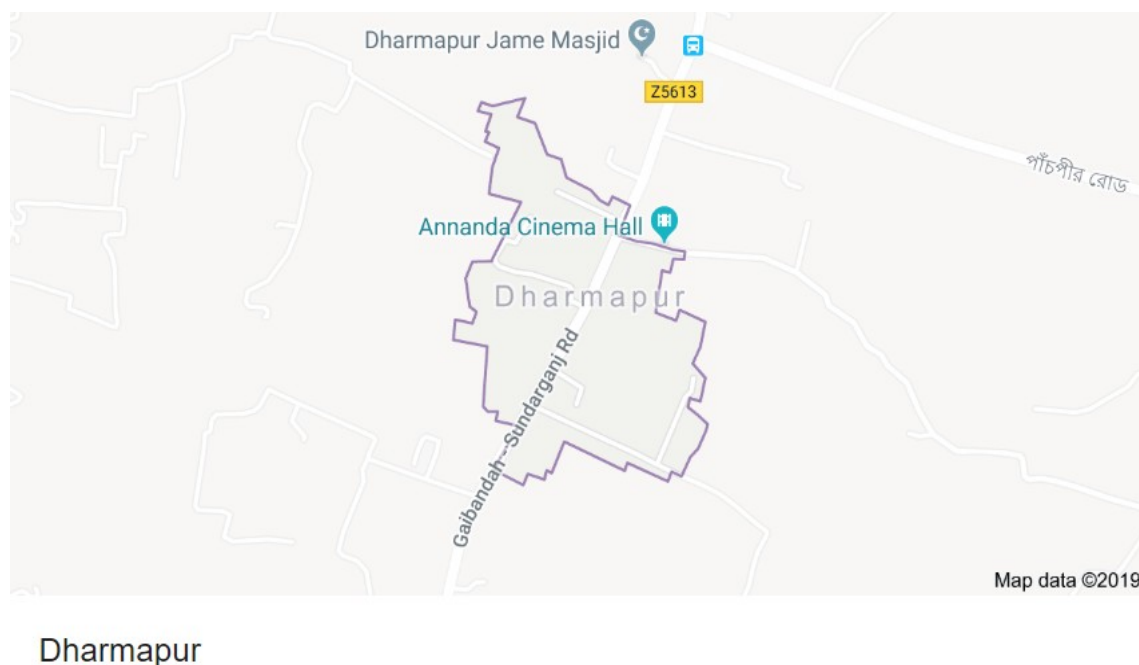 Dharmapur Jame Masjid
Z5613
পাঁচপীর রোড
Annanda Cinema Hall
Dharmapur
Gaibandah - Sundarganj Rd
Map data ©2019
Dharmapur